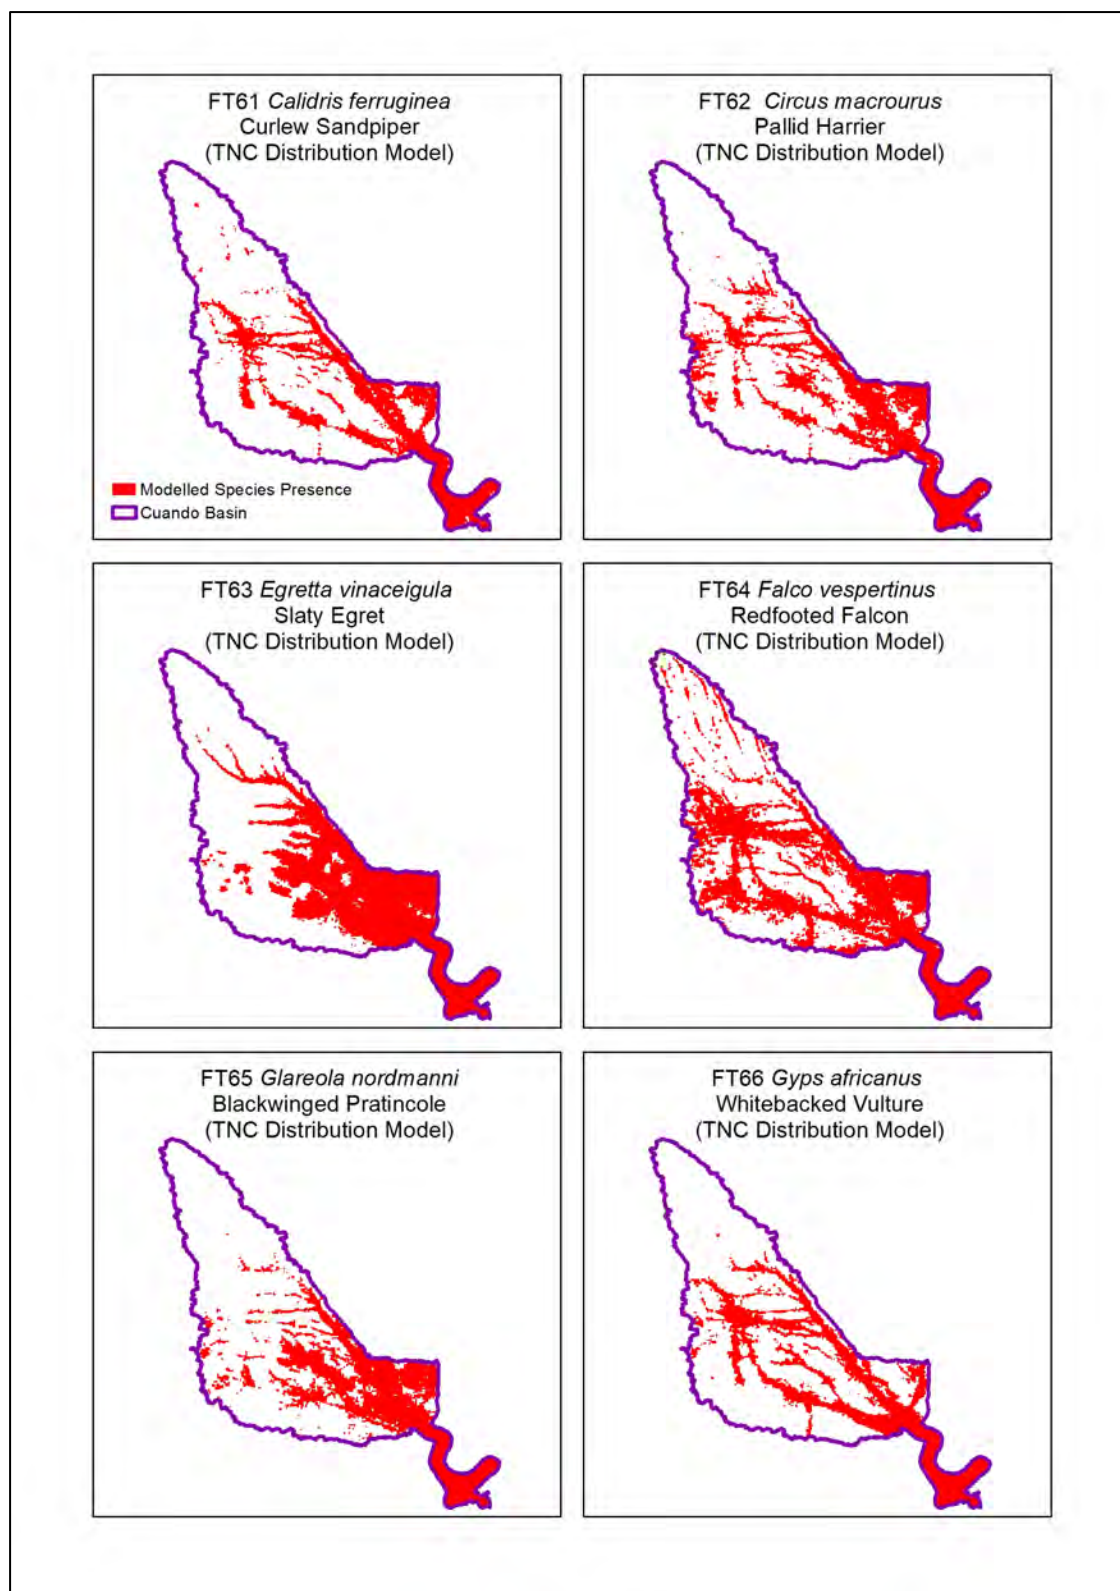 FT61 Calidris ferruginea
Curlew Sandpiper
(TNC Distribution Model)
Modelled Species Presence
Cuando Basin
FT62 Circus macrourus
Pallid Harrier
(TNC Distribution Model)
FT63 Egretta vinaceigula
Slaty Egret
(TNC Distribution Model)
FT64 Falco vespertinus
Redfooted Falcon
(TNC Distribution Model)
FT65 Glareola nordmanni
Blackwinged Pratincole
(TNC Distribution Model)
FT66 Gyps africanus
Whitebacked Vulture
(TNC Distribution Model)